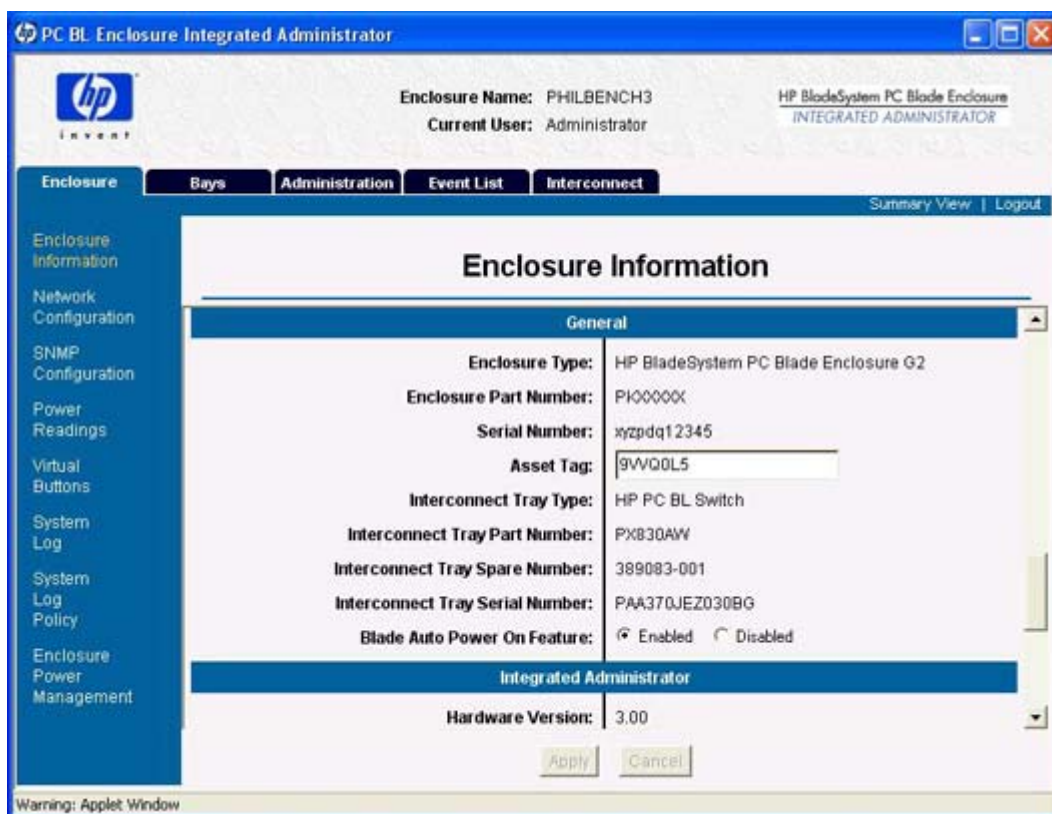 PC BL Enclosure Integrated Administrator
hp
invent
Enclosure Name: PHILBENCH3
Current User: Administrator
HP BladeSystem PC Blade Enclosure
INTEGRATED ADMINISTRATOR
Enclosure Bays Administration Event List Interconnect
Summary View | Logout
Enclosure
Information
Network
Configuration
SNMP
Configuration
Power
Readings
Virtual
Buttons
System
Log
System
Log
Policy
Enclosure
Power
Management
Enclosure Information
General
Enclosure Type: HP BladeSystem PC Blade Enclosure G2
Enclosure Part Number:
Serial Number: xyzpdq12345
Asset Tag:
Interconnect Tray Type: HP PC BL Switch
Interconnect Tray Part Number: PX830AW
Interconnect Tray Spare Number: 389083-001
Interconnect Tray Serial Number: PAA370JEZ030BG
Blade Auto Power On Feature: Enabled Disabled
Integrated Administrator
Hardware Version: 3.00
Apply Cancel
Warning: Applet Window